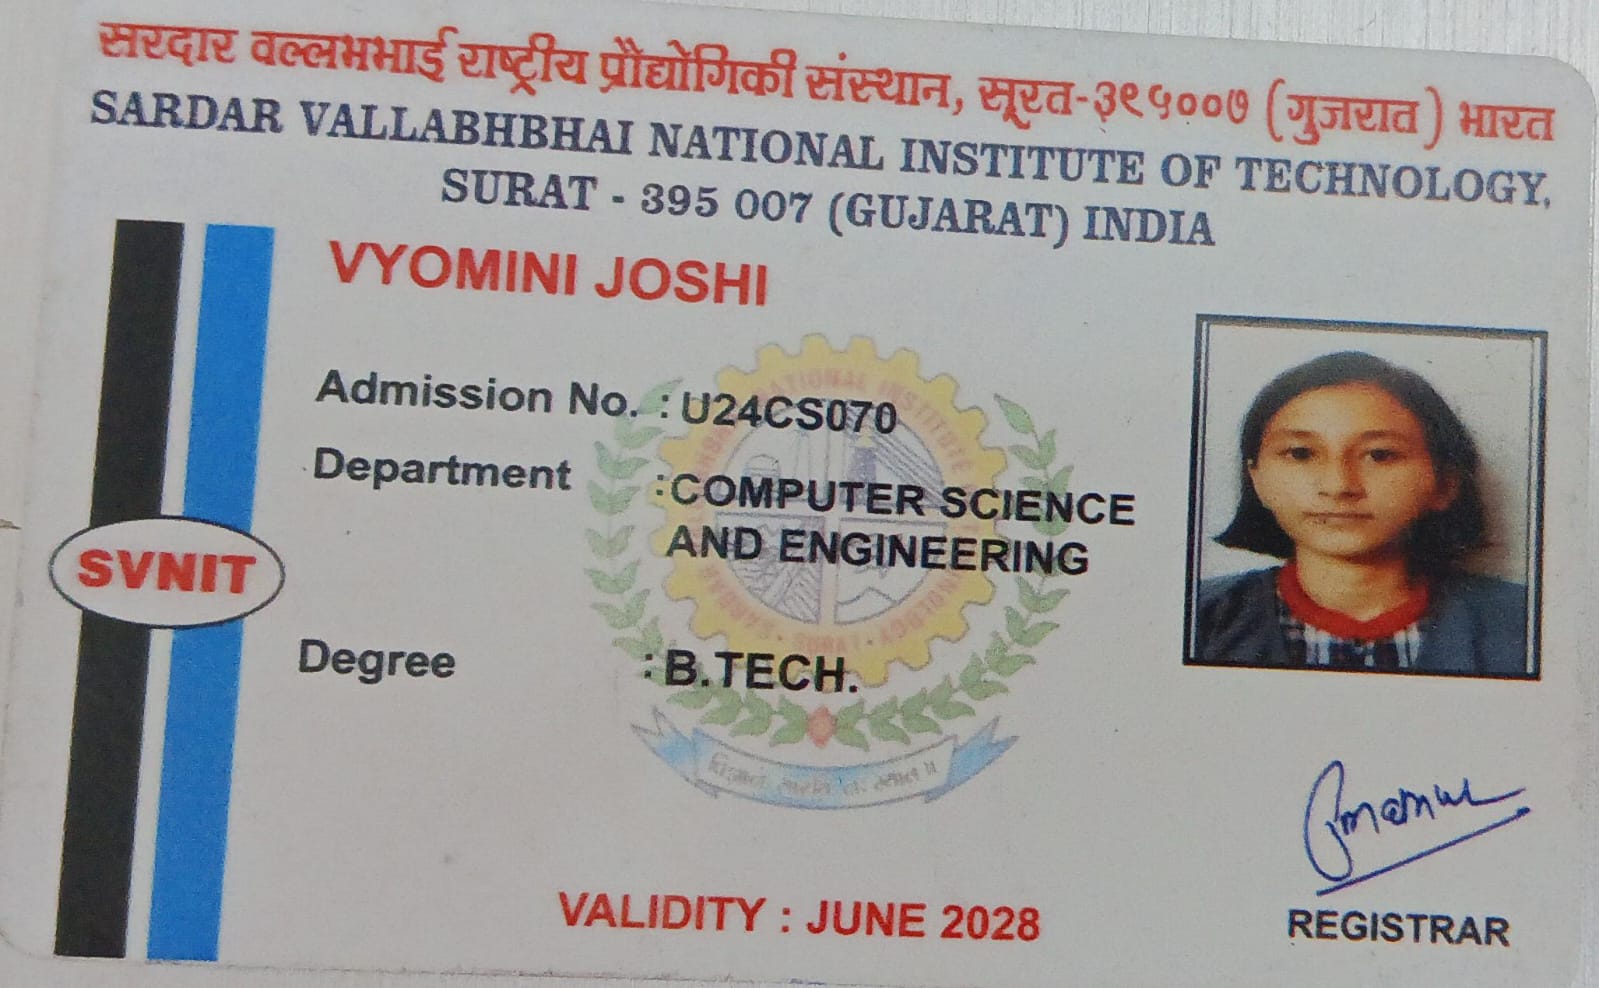 सरदार वल्लभभाई राष्ट्रीय प्रौद्योगिकी संस्थान, सूरत-३९५००७ (गुजरात) भारत
SARDAR VALLABHBHAI NATIONAL INSTITUTE OF TECHNOLOGY,
SURAT - 395 007 (GUJARAT) INDIA
VYOMINI JOSHI
Admission No. : U24CS070
Department :COMPUTER SCIENCE
AND ENGINEERING
SVNIT
Degree : B.TECH.
VALIDITY : JUNE 2028
REGISTRAR